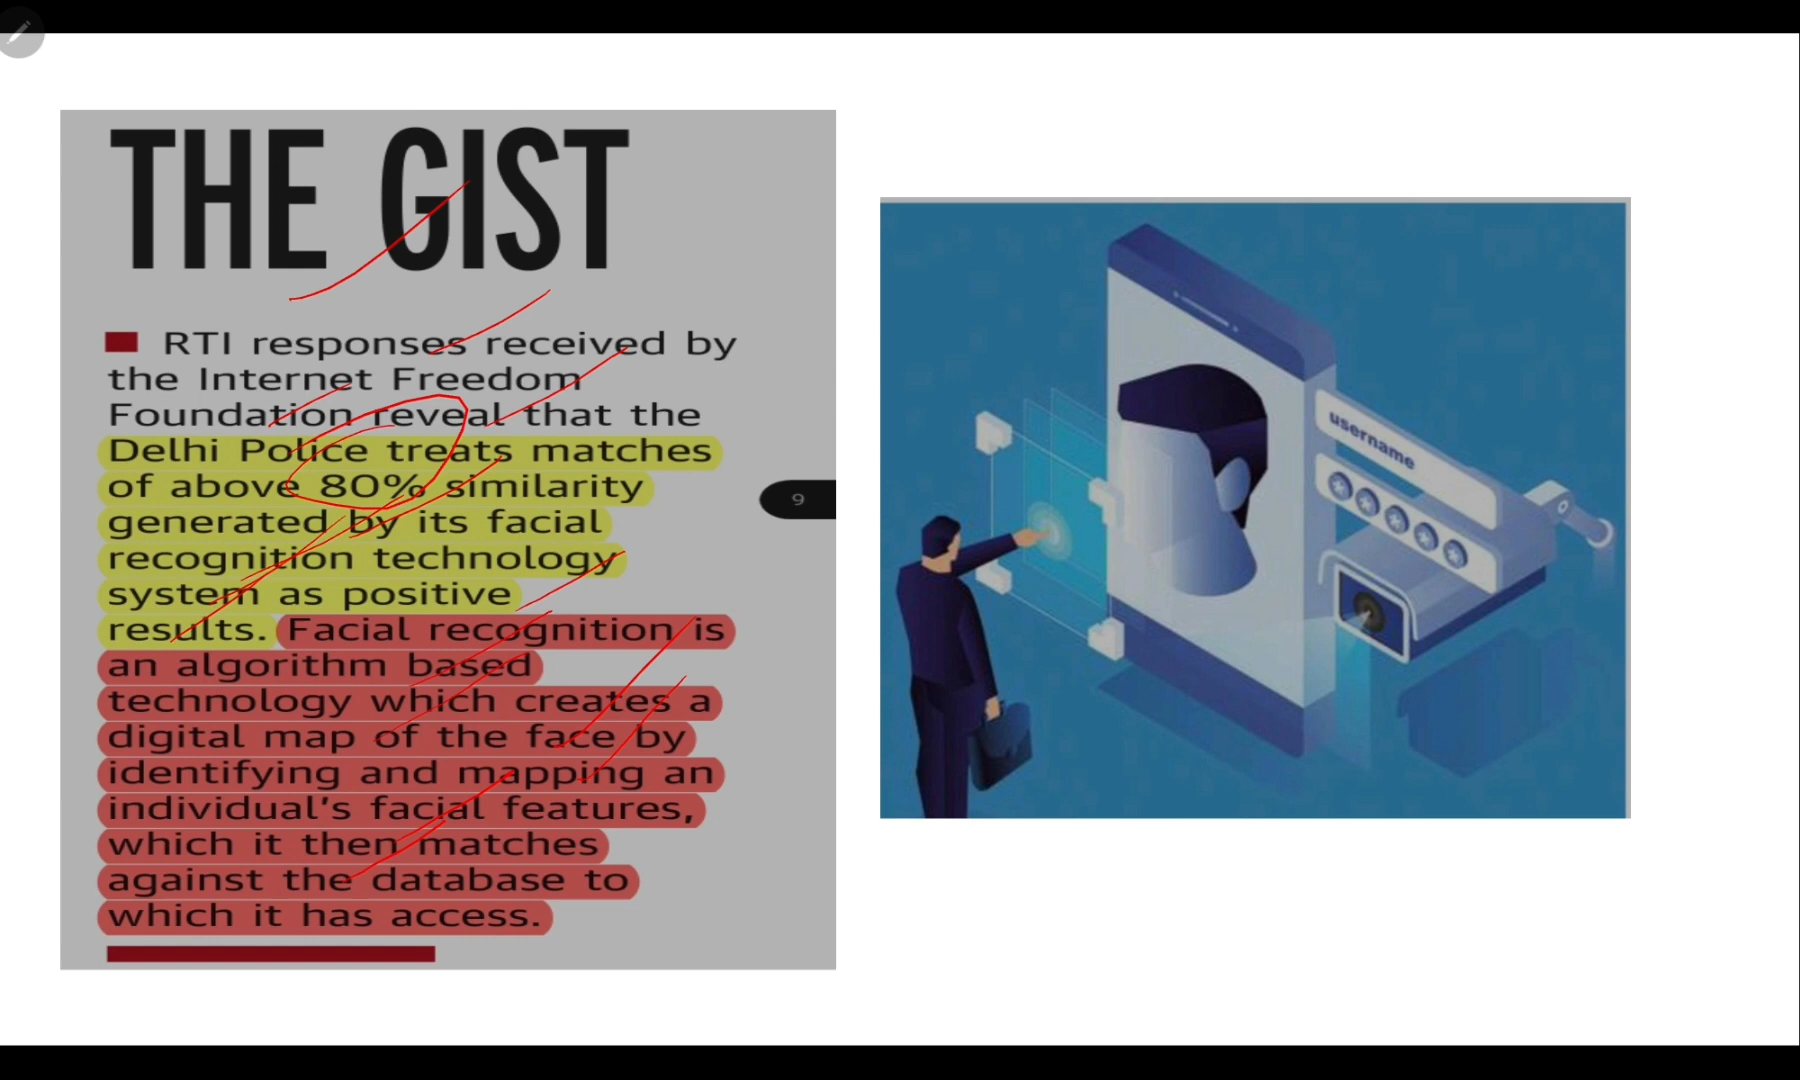 THE GIST
RTI responses received by
the Internet Freedom
Foundation reveal that the
Delhi Police treats matches
of above 80% similarity
generated by its facial
recognition technology
system as positive
results. Facial recognition is
an algorithm based
technology which creates a
digital map of the face by
identifying and mapping an
individual's facial features,
which it then matches
against the database to
which it has access.
9
username